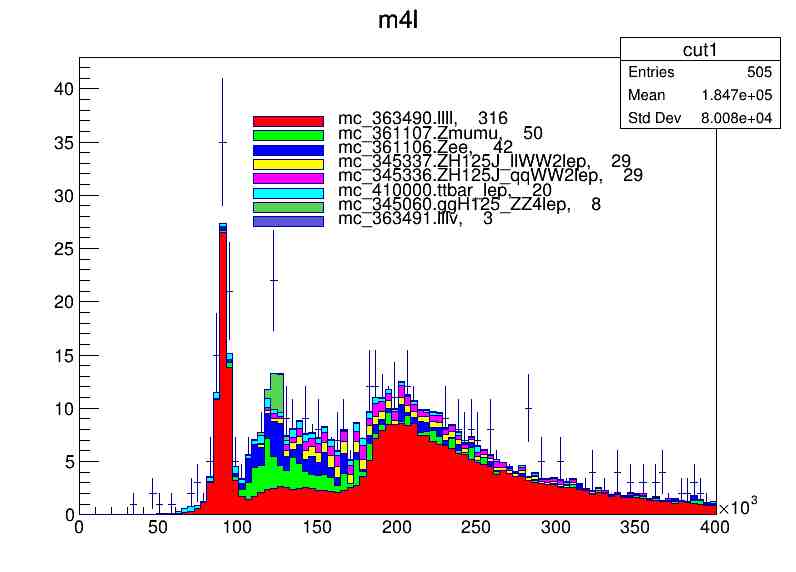 m4l
cut1
Entries 505
Mean 1.847e+05
Std Dev 8.008e+04
mc_363490.llll, 316
mc_361107.Zmumu, 50
mc_361106.Zee, 42
mc_345337.ZH125J_llWW2lep, 29
mc_345336.ZH125J_qqWW2lep, 29
mc_410000.ttbar_lep, 20
mc_345060.ggH125_ZZ4lep, 8
mc_363491.lllv, 3
40
35
30
25
20
15
10
5
0
0 50 100 150 200 250 300 350 400
×10³